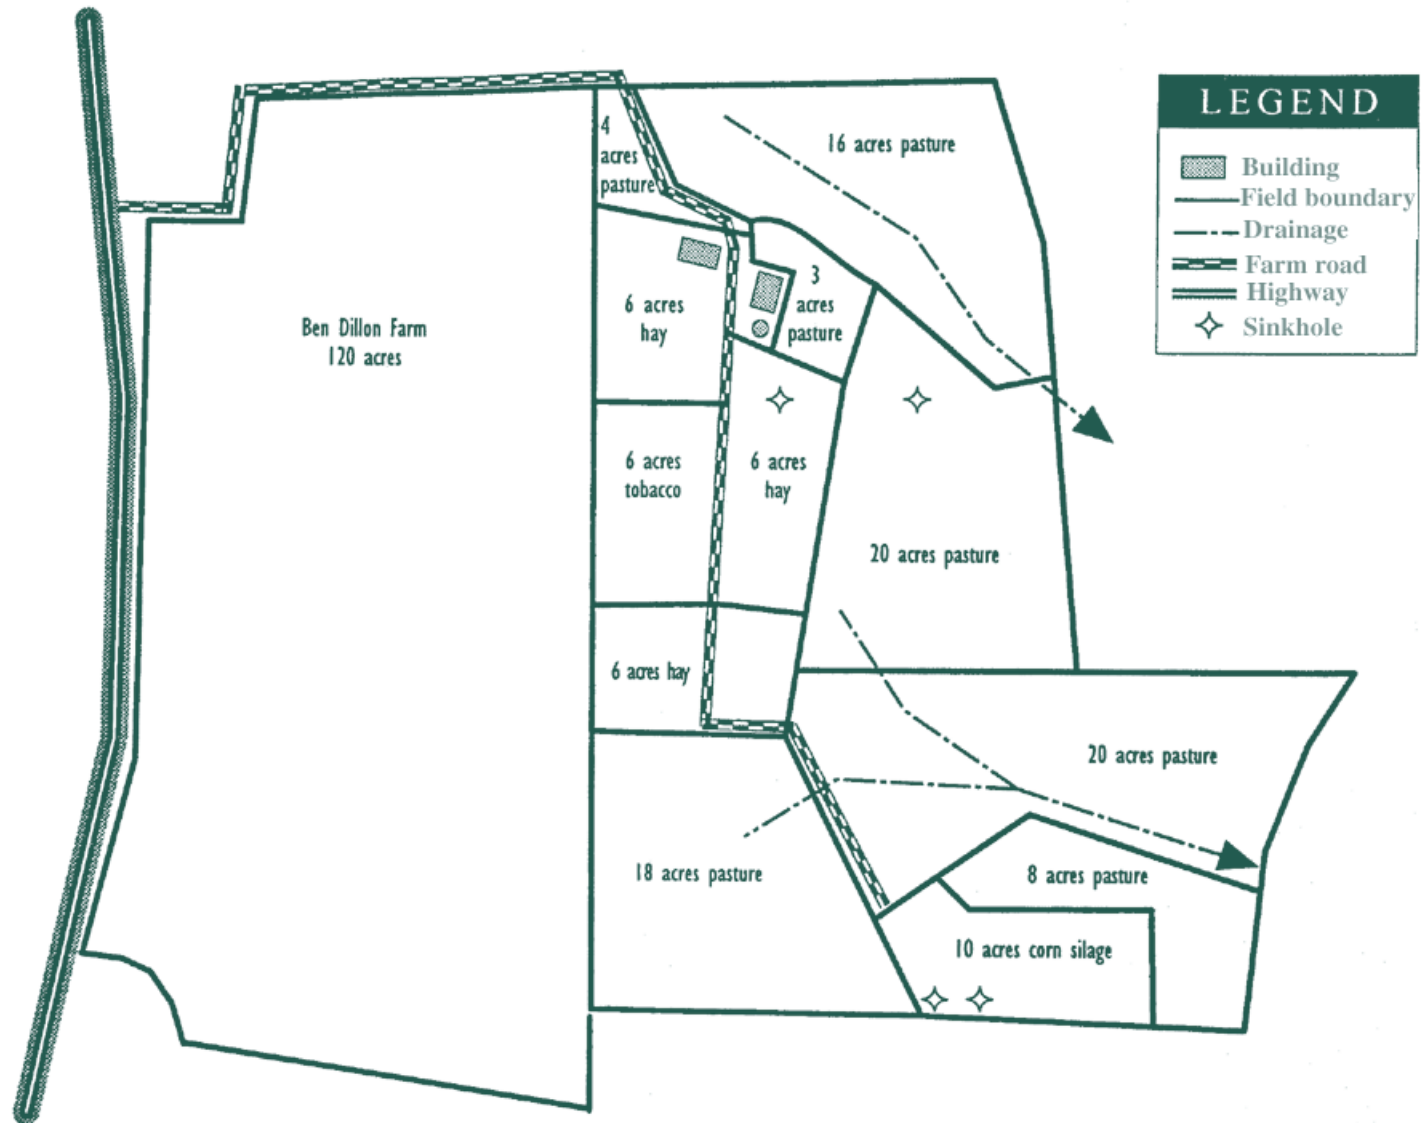 LEGEND
Building
Field boundary
Drainage
Farm road
Highway
Sinkhole
4
acres
pasture
16 acres pasture
3
acres
pasture
6 acres
hay
Ben Dillon Farm
120 acres
6 acres
tobacco
6 acres
hay
20 acres pasture
6 acres hay
20 acres pasture
18 acres pasture
8 acres pasture
10 acres corn silage